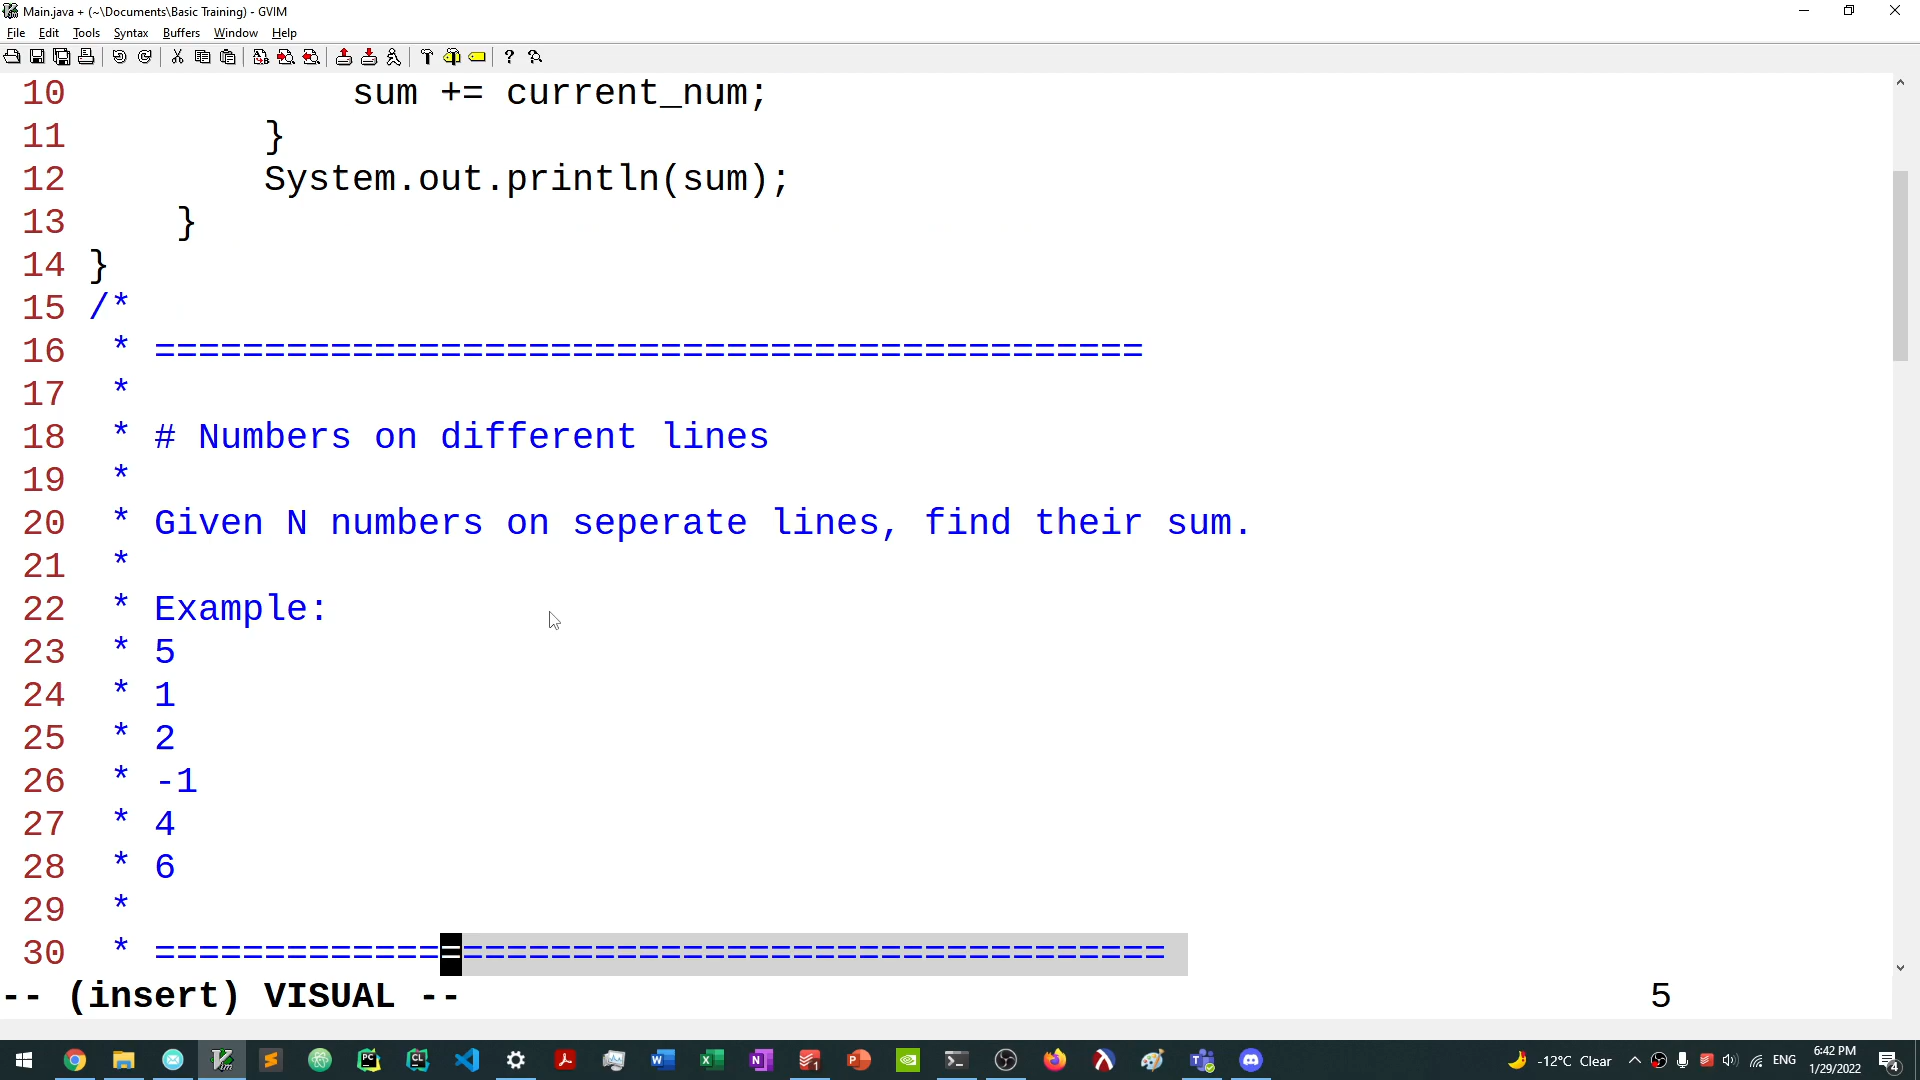 Main.java + (~\Documents\Basic Training) - GVIM
File Edit Tools Syntax Buffers Window Help
10 sum += current_num;
11 }
12 System.out.println(sum);
13 }
14 }
15 /*
16 * =============================================
17 *
18 * # Numbers on different lines
19 *
20 * Given N numbers on seperate lines, find their sum.
21 *
22 * Example:
23 * 5
24 * 1
25 * 2
26 * -1
27 * 4
28 * 6
29 *
30 * ==============================================
-- (insert) VISUAL -- 5
-12°C Clear ENG 6:42 PM
1/29/2022 4